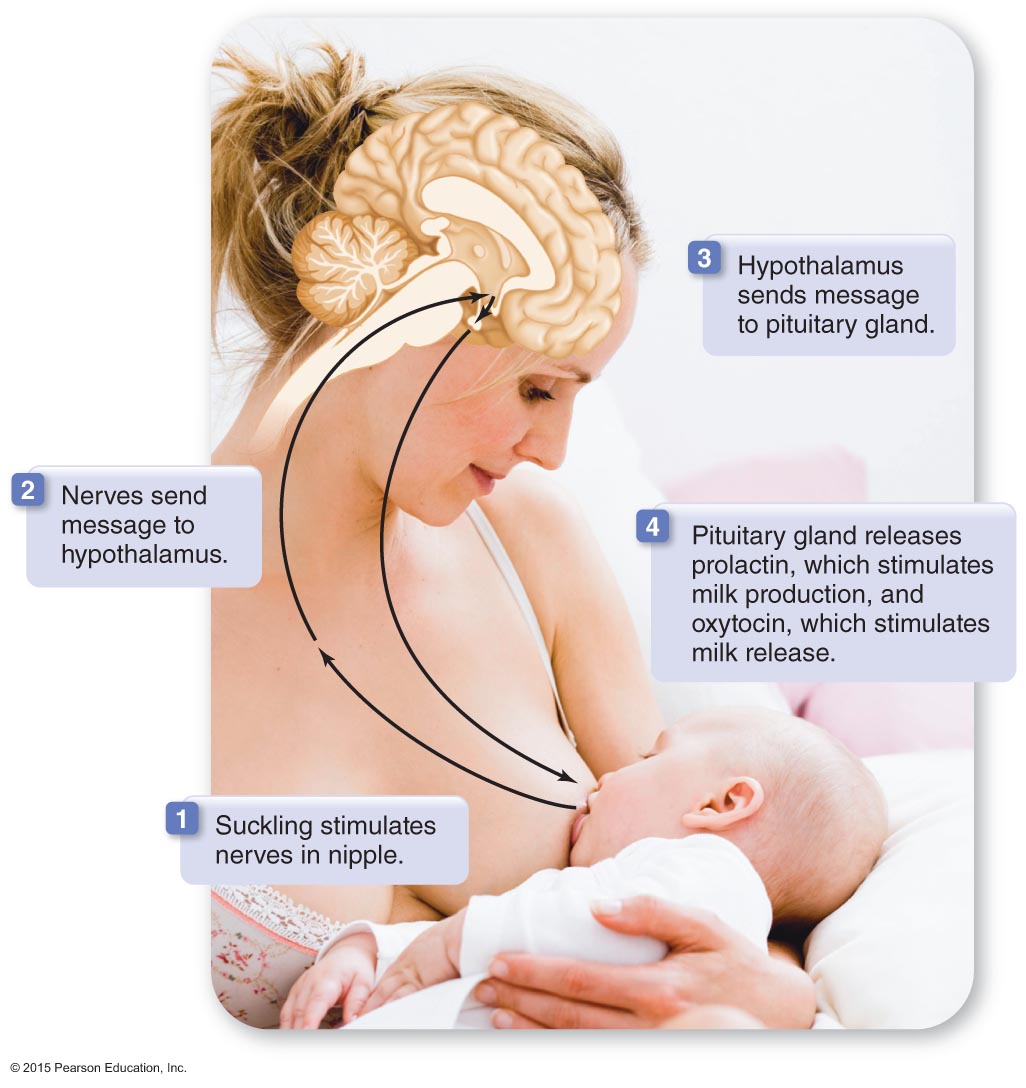 3
Hypothalamus
sends message
to pituitary gland.
2
Nerves send
message to
hypothalamus.
4
Pituitary gland releases
prolactin, which stimulates
milk production, and
oxytocin, which stimulates
milk release.
1
Suckling stimulates
nerves in nipple.
© 2015 Pearson Education, Inc.